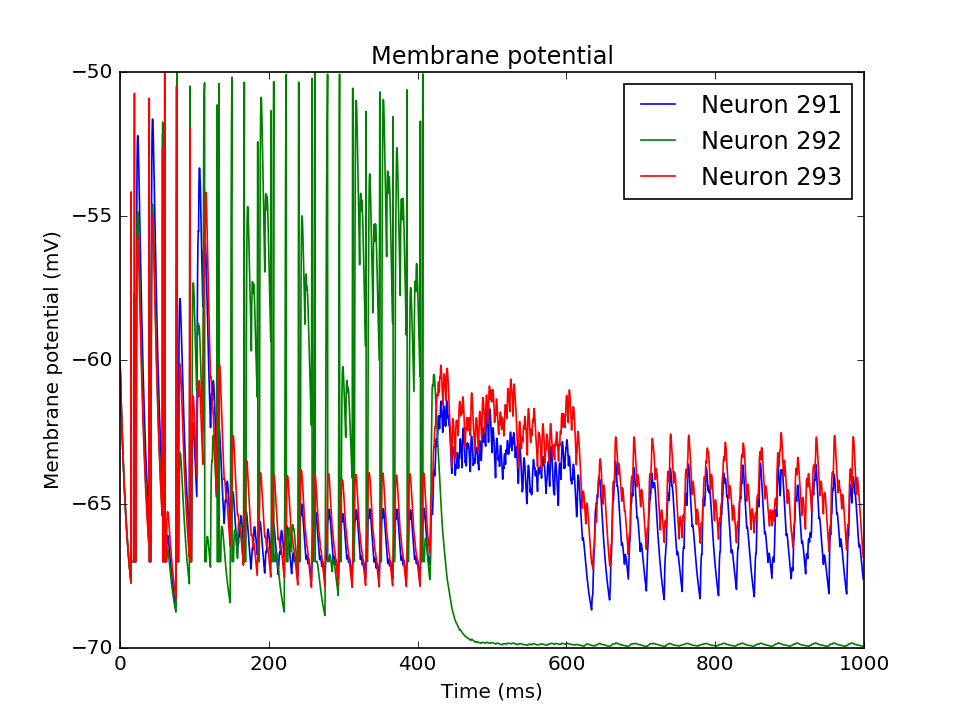 Membrane potential
Membrane potential (mV)
−50
−55
−60
−65
−70
Neuron 291
Neuron 292
Neuron 293
0
200
400
600
800
1000
Time (ms)